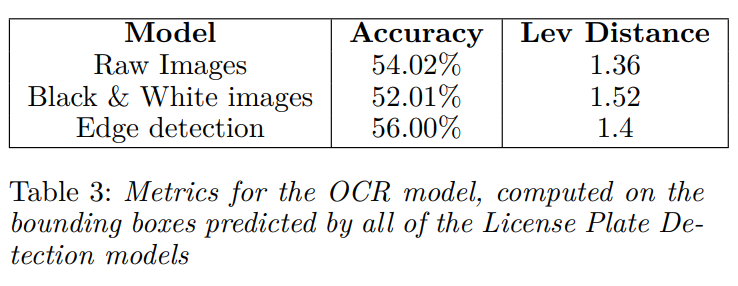 Model Accuracy Lev Distance
Raw Images 54.02% 1.36
Black & White images 52.01% 1.52
Edge detection 56.00% 1.4
Table 3: Metrics for the OCR model, computed on the
bounding boxes predicted by all of the License Plate De-
tection models